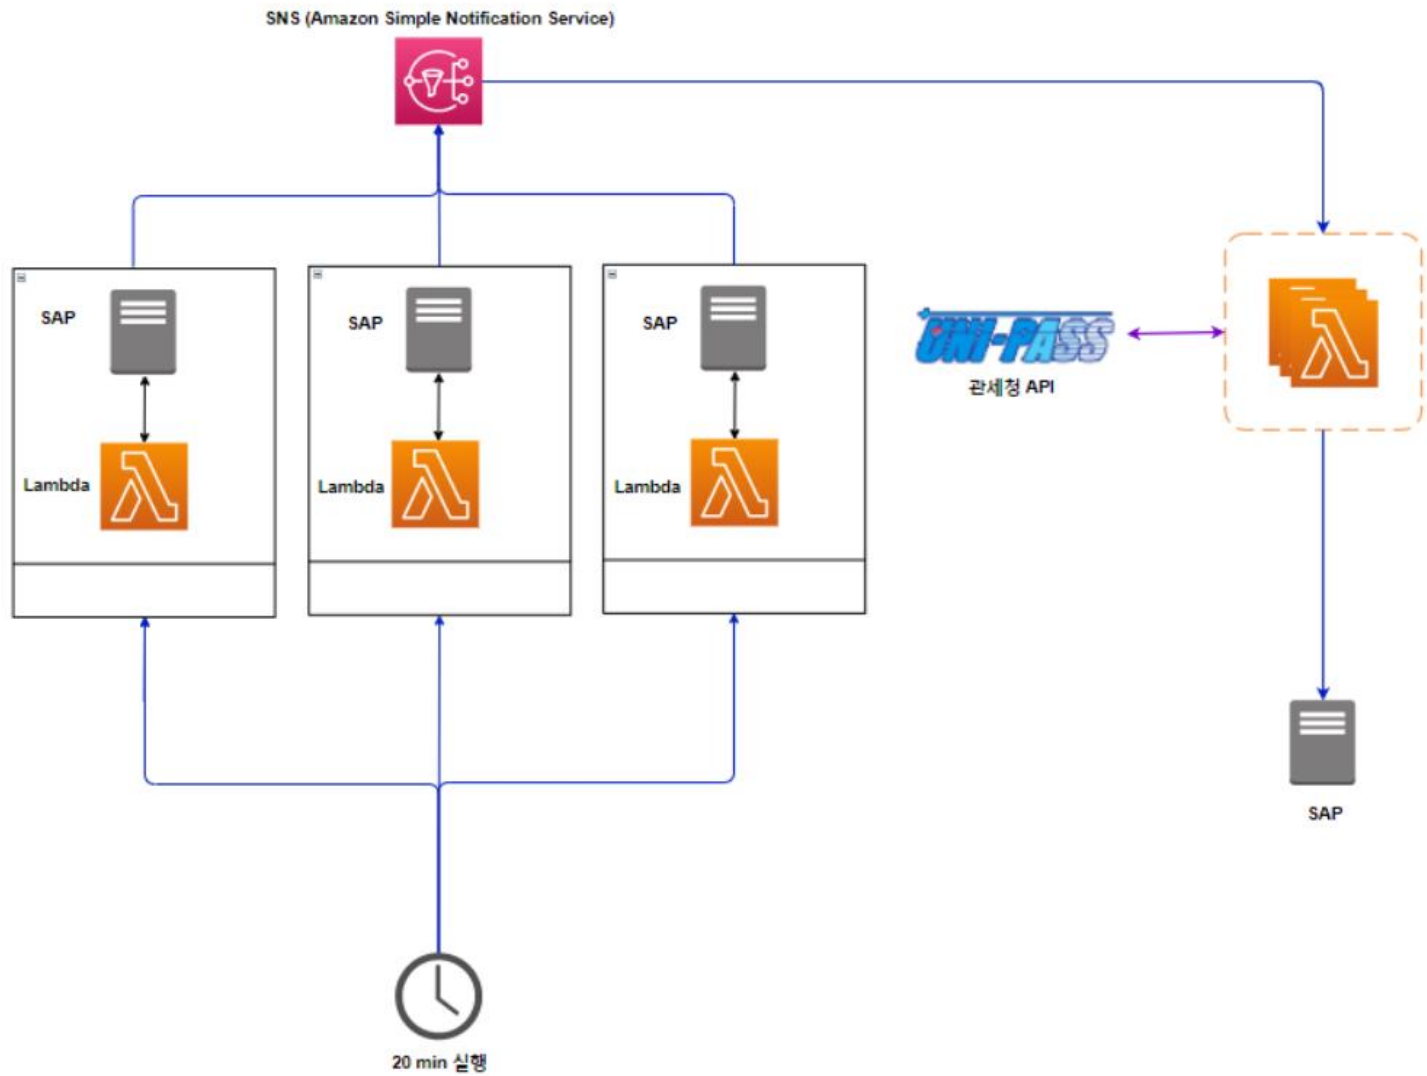 SNS (Amazon Simple Notification Service)
SAP
SAP
SAP
UNI-PASS
관세청 API
Lambda
Lambda
Lambda
SAP
20 min 실행